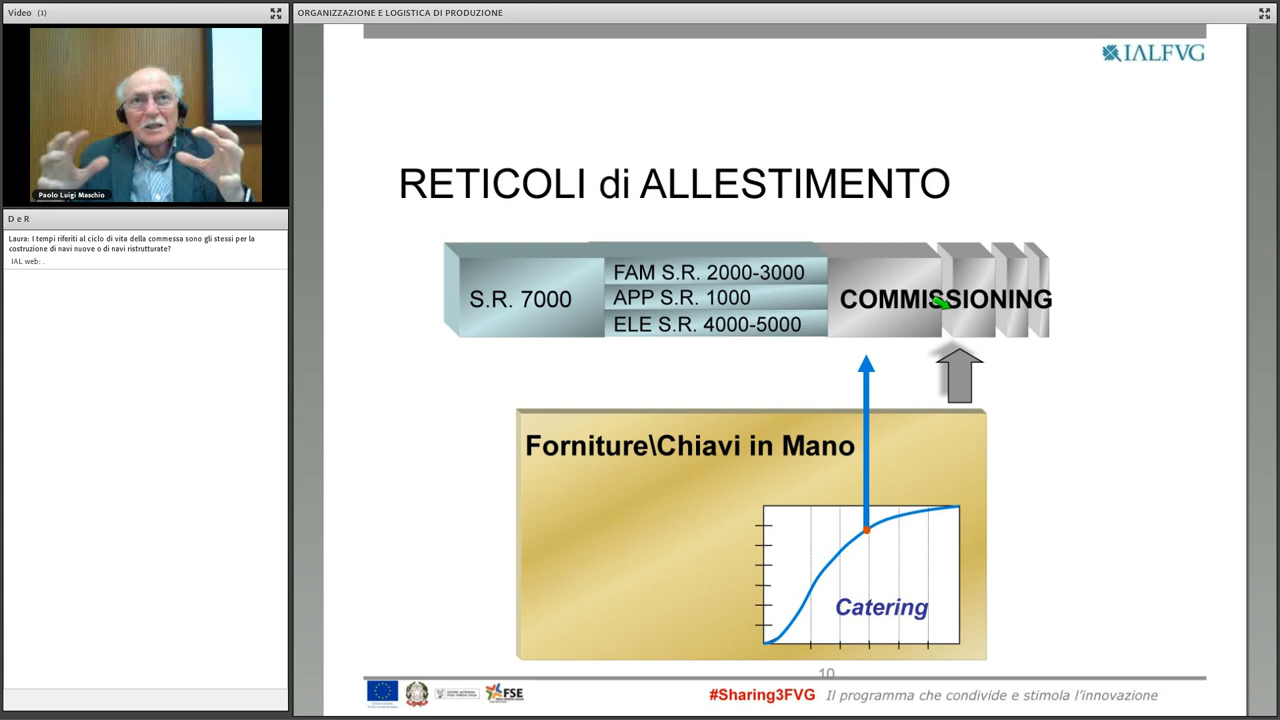 Video (1)
Paolo Luigi Maschio
D e R
Laura: I tempi riferiti al ciclo di vita della commessa sono gli stessi per la
costruzione di navi nuove o di navi ristrutturate?
IAL web: .
ORGANIZZAZIONE E LOGISTICA DI PRODUZIONE
IALFVG
RETICOLI di ALLESTIMENTO
S.R. 7000
FAM S.R. 2000-3000
APP S.R. 1000
ELE S.R. 4000-5000
COMMISSIONING
Forniture\Chiavi in Mano
Catering
10
FSE
#Sharing3FVG Il programma che condivide e stimola l'innovazione